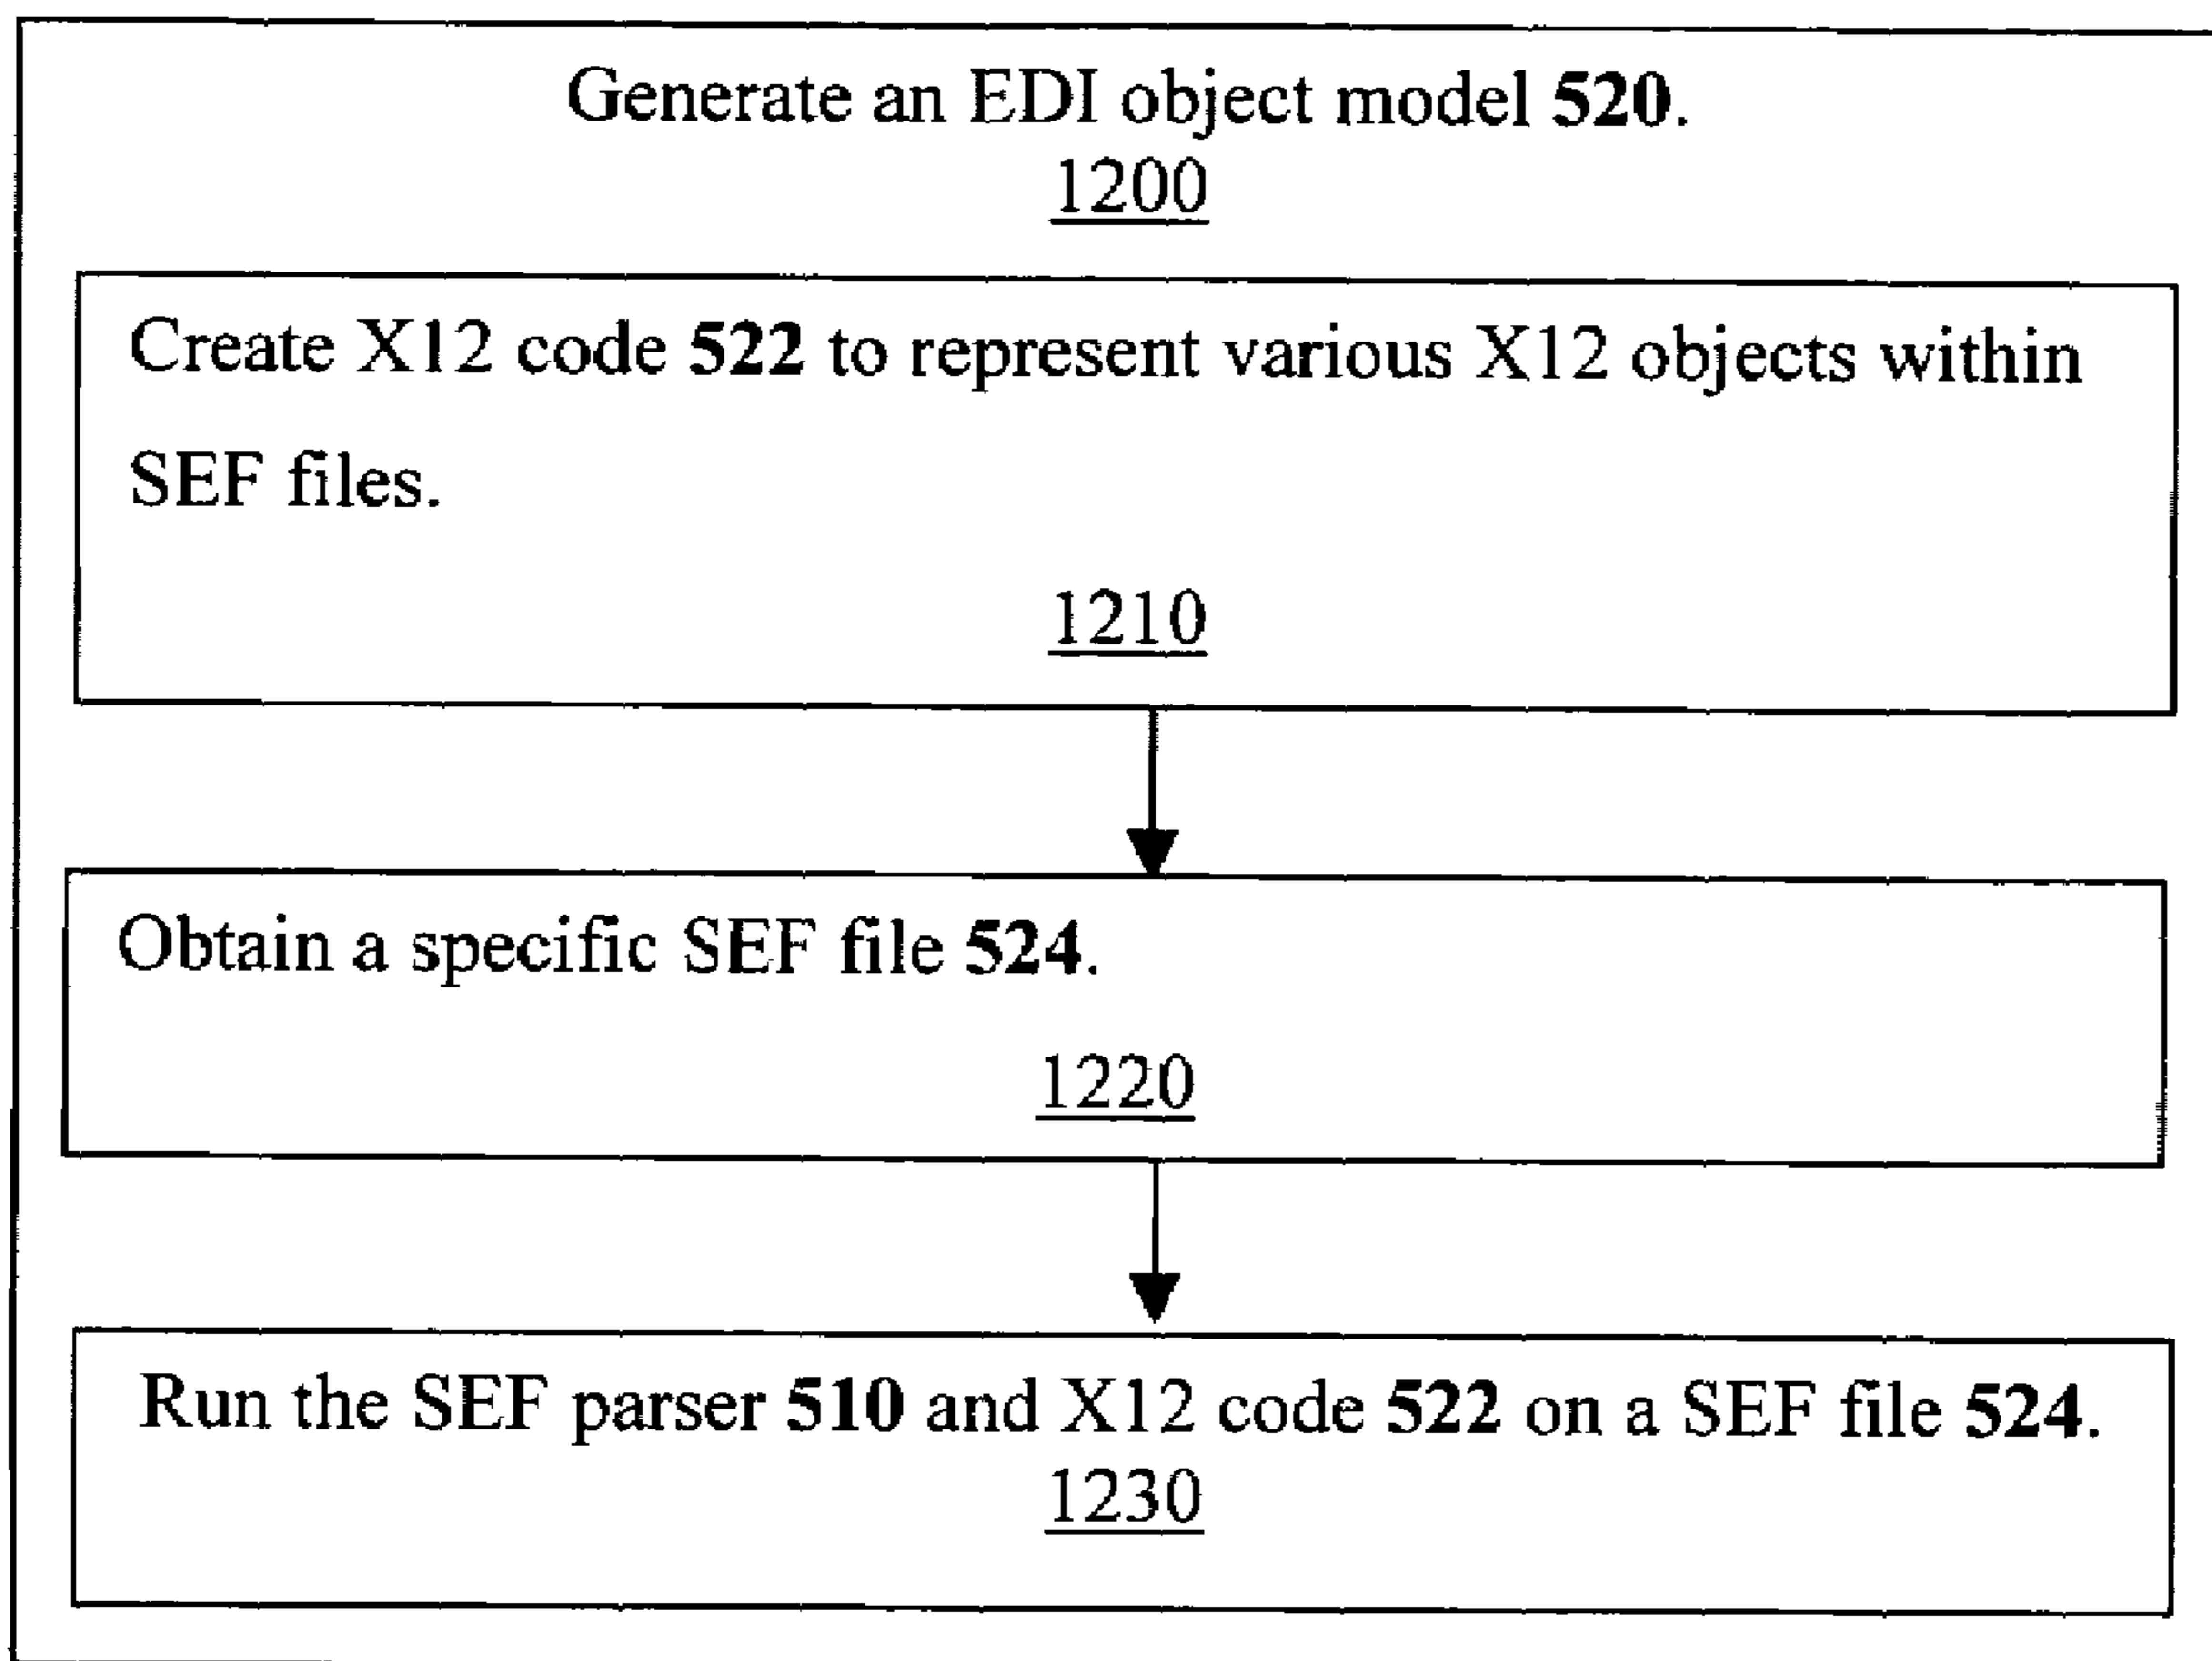 Generate an EDI object model 520.
1200
Create X12 code 522 to represent various X12 objects within
SEF files.
1210
Obtain a specific SEF file 524.
1220
Run the SEF parser 510 and X12 code 522 on a SEF file 524.
1230